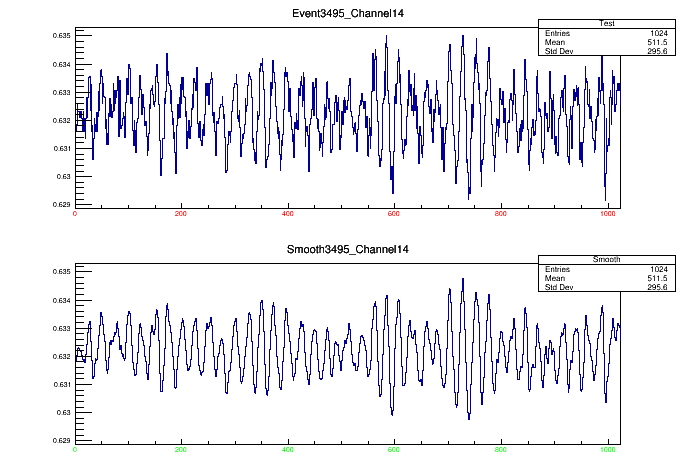 Event3495_Channel14
Test
Entries 1024
Mean 511.5
Std Dev 295.6
0.635
0.634
0.633
0.632
0.631
0.63
0.629
0 200 400 600 800 1000
Smooth3495_Channel14
Smooth
Entries 1024
Mean 511.5
Std Dev 295.6
0.635
0.634
0.633
0.632
0.631
0.63
0.629
0 200 400 600 800 1000